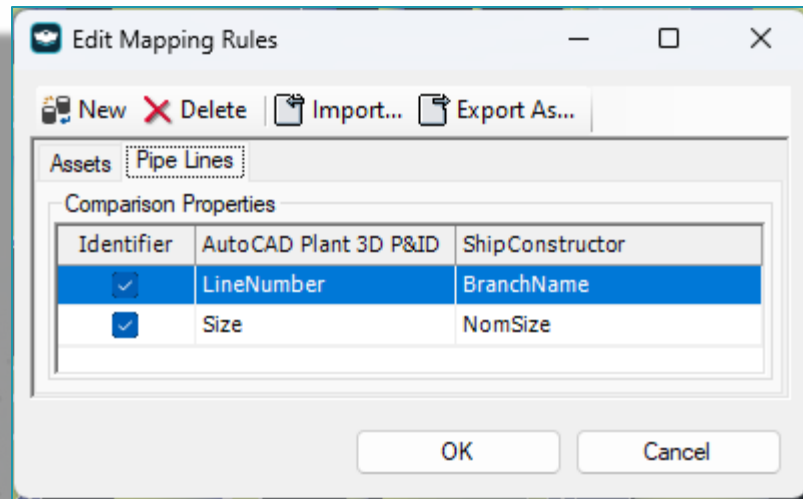 Edit Mapping Rules
New Delete Import... Export As...
Assets Pipe Lines
Comparison Properties
Identifier AutoCAD Plant 3D P&ID ShipConstructor
LineNumber BranchName
Size NomSize
OK Cancel